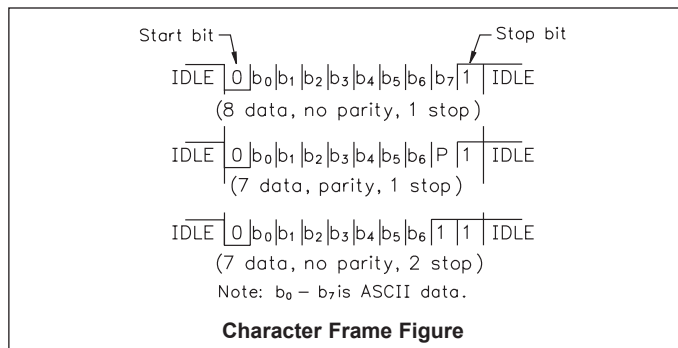 Start bit Stop bit
IDLE 0 b₀ b₁ b₂ b₃ b₄ b₅ b₆ b₇ 1 IDLE
(8 data, no parity, 1 stop)
IDLE 0 b₀ b₁ b₂ b₃ b₄ b₅ b₆ P 1 IDLE
(7 data, parity, 1 stop)
IDLE 0 b₀ b₁ b₂ b₃ b₄ b₅ b₆ 1 1 IDLE
(7 data, no parity, 2 stop)
Note: b₀ – b₇is ASCII data.
Character Frame Figure